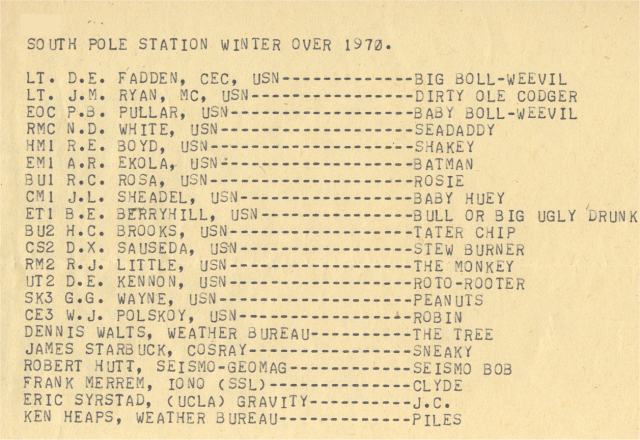 SOUTH POLE STATION WINTER OVER 1970.
LT. D.E. FADDEN, CEC, USN---------------BIG BOLL-WEEVIL
LT. J.M. RYAN, MC, USN------------------DIRTY OLE CODGER
EOC P.B. PULLAR, USN--------------------BABY BOLL-WEEVIL
RMC N.D. WHITE, USN---------------------SEADADDY
HM1 R.E. BOYD, USN----------------------SHAKEY
EM1 A.R. EKOLA, USN---------------------BATMAN
BU1 R.C. ROSA, USN----------------------ROSIE
CM1 J.L. SHEADEL, USN-------------------BABY HUEY
ET1 B.E. BERRYHILL, USN-----------------BULL OR BIG UGLY DRUNK
BU2 H.C. BROOKS, USN--------------------TATER CHIP
CS2 D.X. SAUSEDA, USN-------------------STEW BURNER
RM2 R.J. LITTLE, USN--------------------THE MONKEY
UT2 D.E. KENNON, USN--------------------ROTO-ROOTER
SK3 G.G. WAYNE, USN---------------------PEANUTS
CE3 W.J. POLSKOY, USN-------------------ROBIN
DENNIS WALTS, WEATHER BUREAU------------THE TREE
JAMES STARBUCK, COSRAY------------------SNEAKY
ROBERT HUTT, SEISMO-GEOMAG--------------SEISMO BOB
FRANK MERREM, IONO (SSL)----------------CLYDE
ERIC SYRSTAD, (UCLA) GRAVITY------------J.C.
KEN HEAPS, WEATHER BUREAU---------------PILES